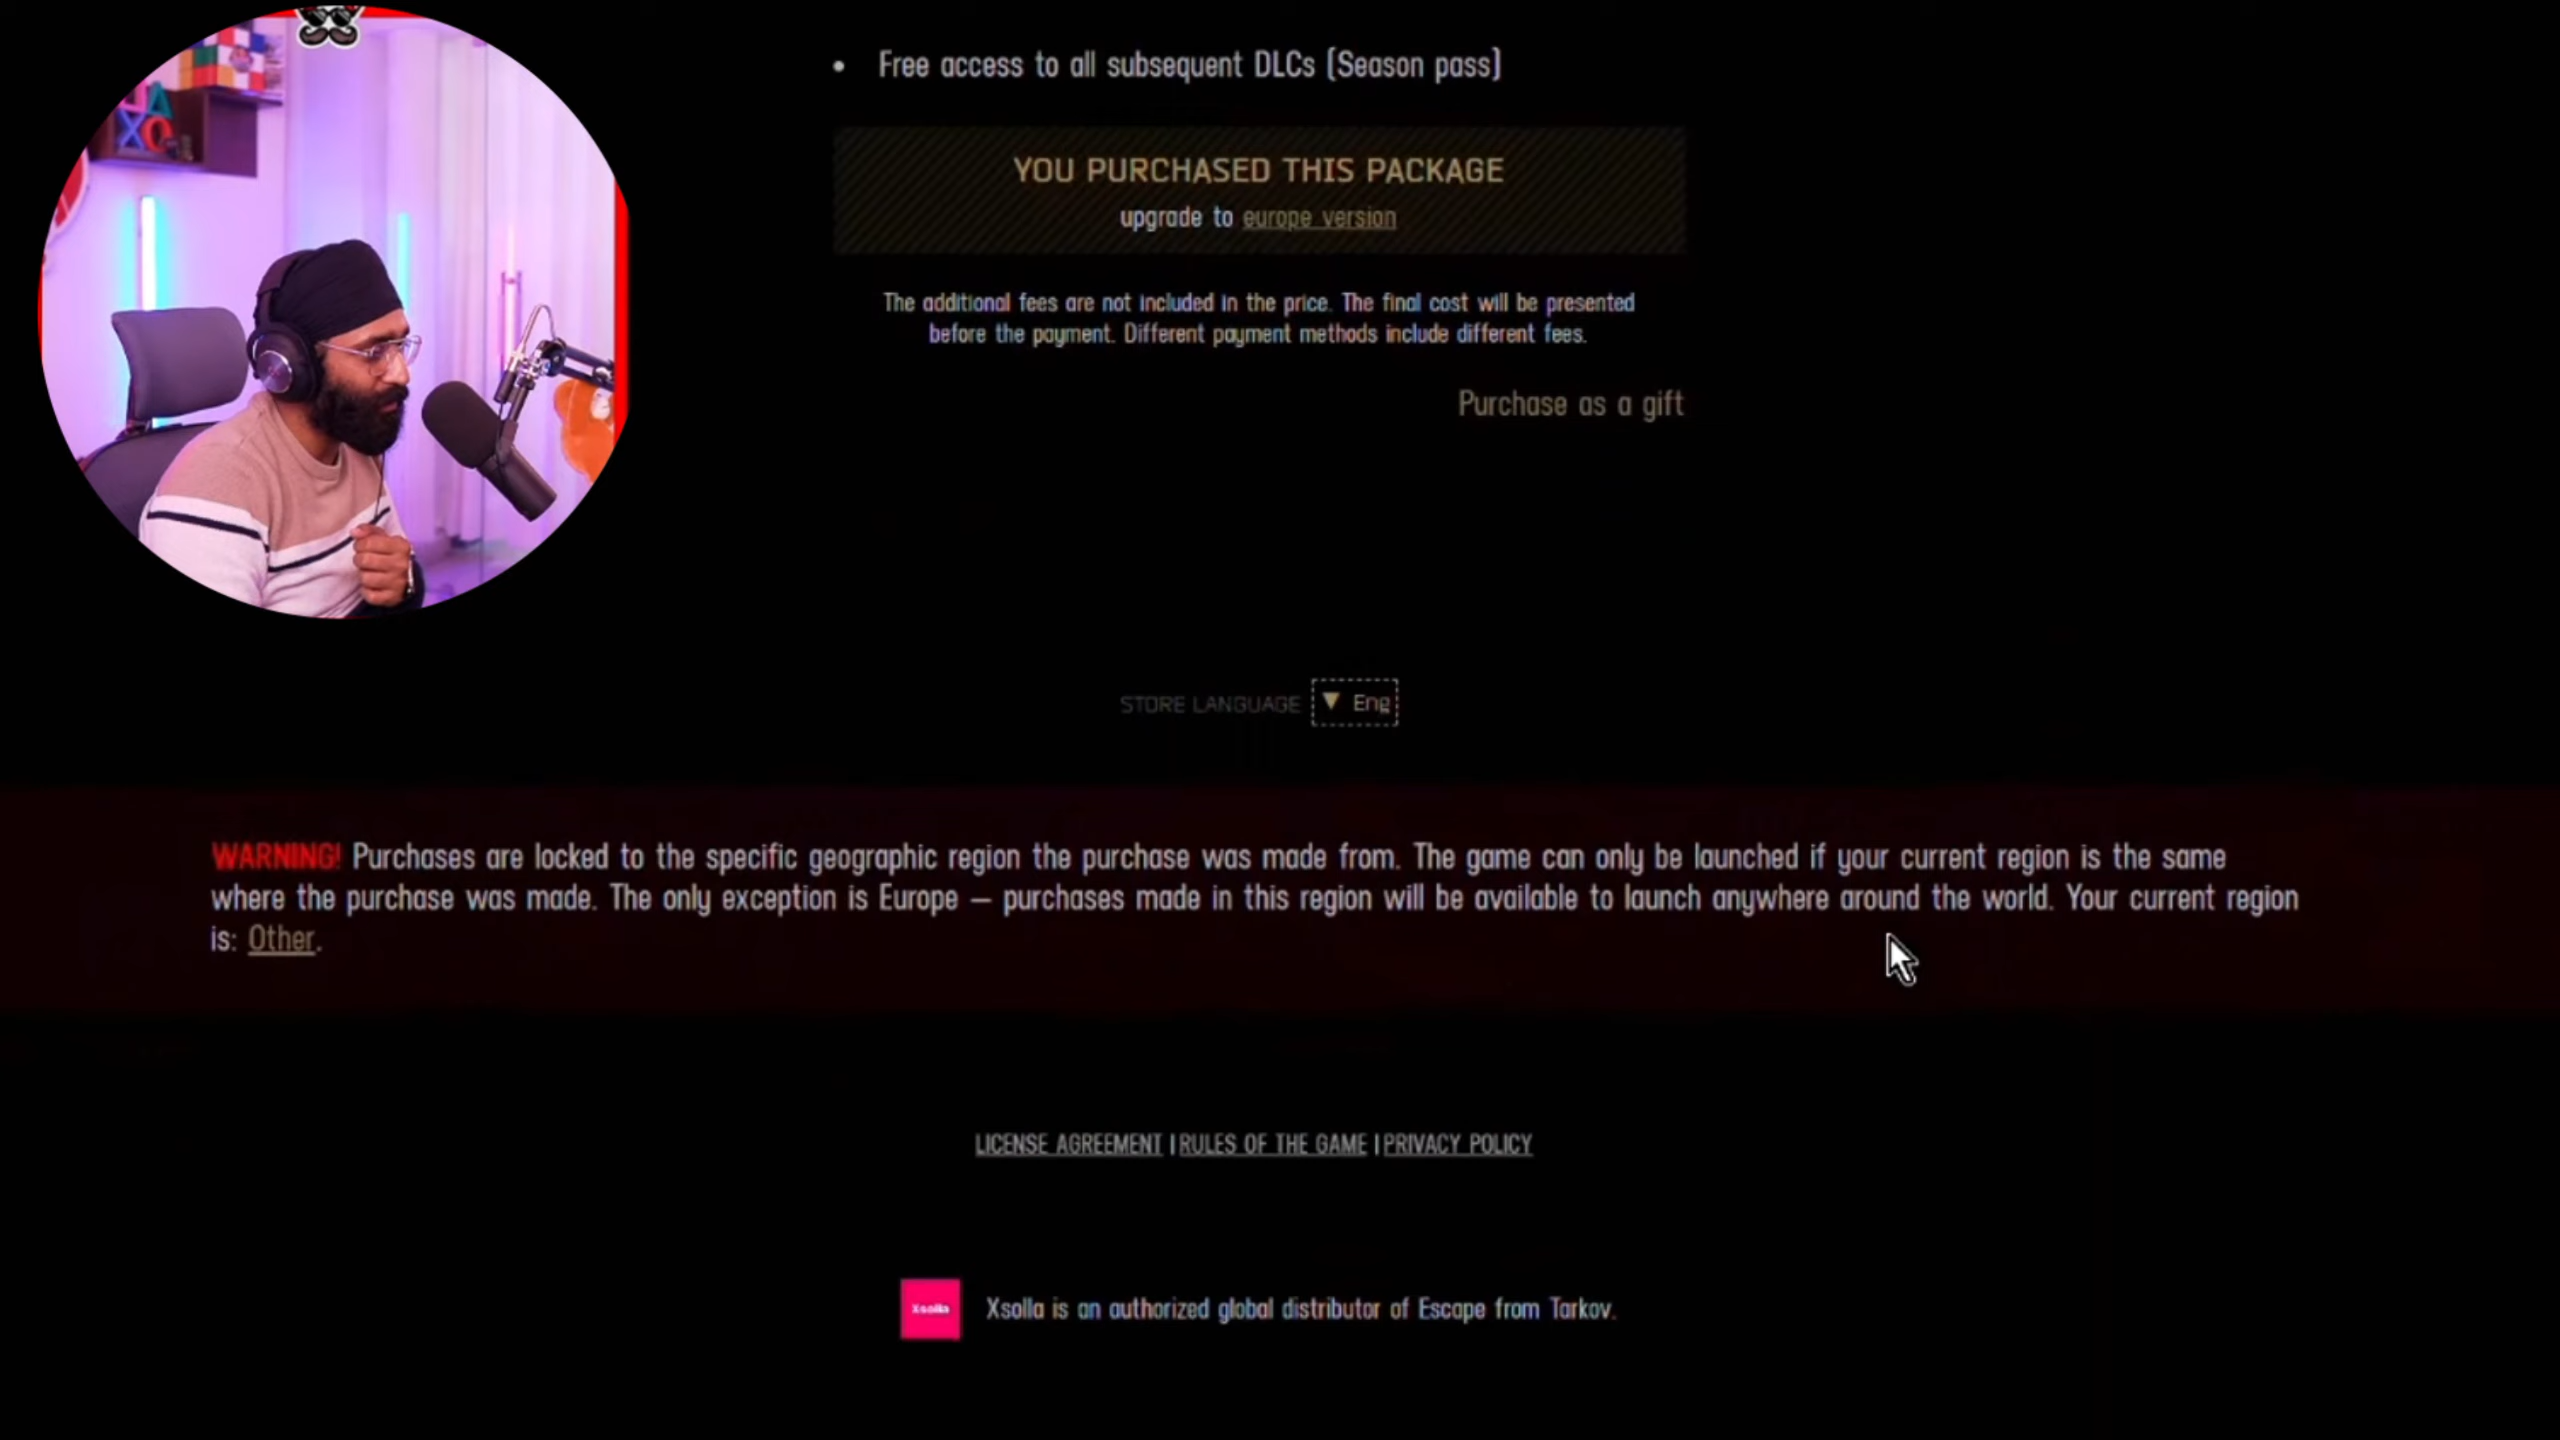 JA
XO
• Free access to all subsequent DLCs (Season pass)
YOU PURCHASED THIS PACKAGE
upgrade to europe version
The additional fees are not included in the price. The final cost will be presented
before the payment. Different payment methods include different fees.
Purchase as a gift
STORE LANGUAGE ▼ Eng
WARNING! Purchases are locked to the specific geographic region the purchase was made from. The game can only be launched if your current region is the same
where the purchase was made. The only exception is Europe — purchases made in this region will be available to launch anywhere around the world. Your current region
is: Other.
LICENSE AGREEMENT | RULES OF THE GAME | PRIVACY POLICY
Xsolla
Xsolla is an authorized global distributor of Escape from Tarkov.